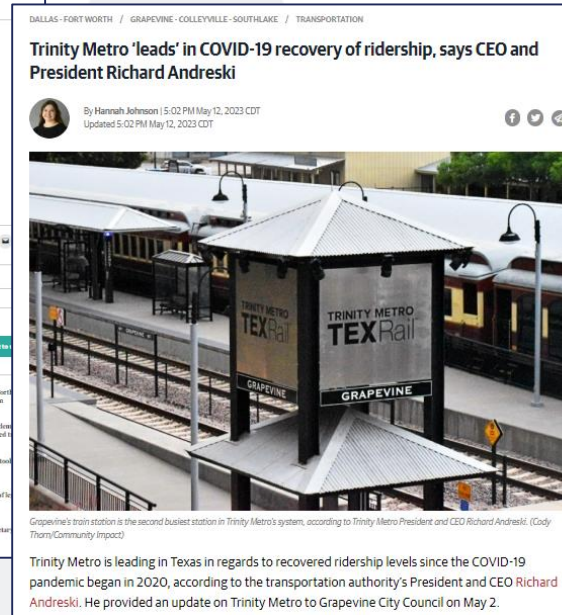 DALLAS - FORT WORTH / GRAPEVINE - COLLEYVILLE - SOUTHLAKE / TRANSPORTATION
Trinity Metro ‘leads’ in COVID-19 recovery of ridership, says CEO and
President Richard Andreski
By Hannah Johnson | 5:02 PM May 12, 2023 CDT
Updated 5:02 PM May 12, 2023 CDT
TRINITY METRO
TEXRail
TRINITY METRO
TEXRail
GRAPEVINE
GRAPEVINE
Grapevine's train station is the second busiest station in Trinity Metro's system, according to Trinity Metro President and CEO Richard Andreski. (Cody
Thorn/Community Impact)
Trinity Metro is leading in Texas in regards to recovered ridership levels since the COVID-19
pandemic began in 2020, according to the transportation authority's President and CEO Richard
Andreski. He provided an update on Trinity Metro to Grapevine City Council on May 2.